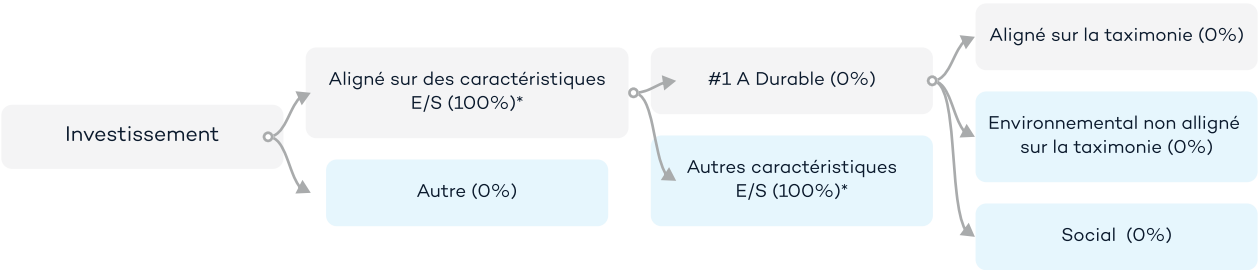 Investissement
Aligné sur des caractéristiques
E/S (100%)*
Autre (0%)
#1 A Durable (0%)
Autres caractéristiques
E/S (100%)*
Aligné sur la taximonie (0%)
Environnemental non alligné
sur la taximonie (0%)
Social (0%)